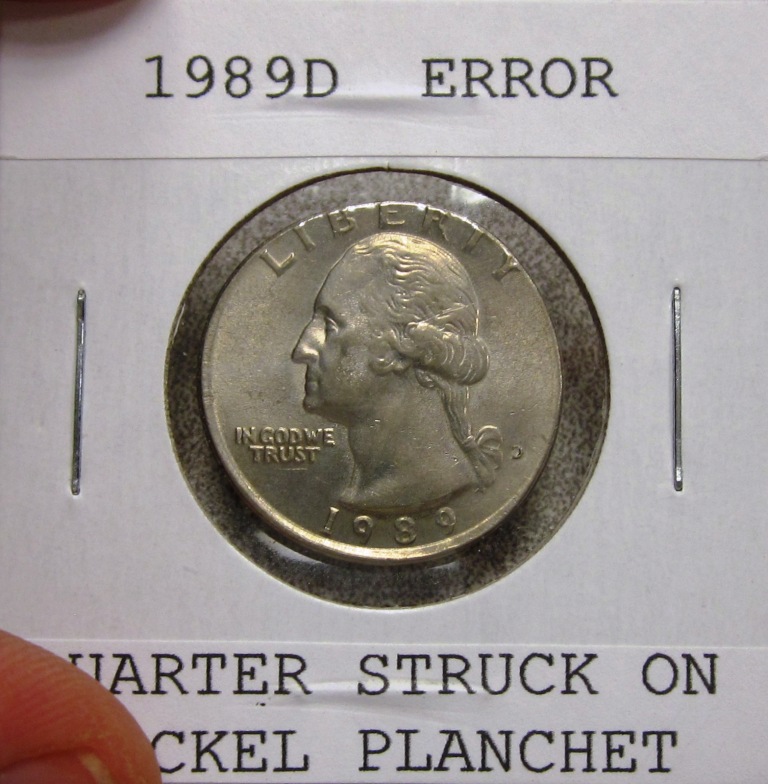 1989D ERROR
LIBERTY
IN GOD WE
TRUST
D
1989
UARTER STRUCK ON
CKEL PLANCHET